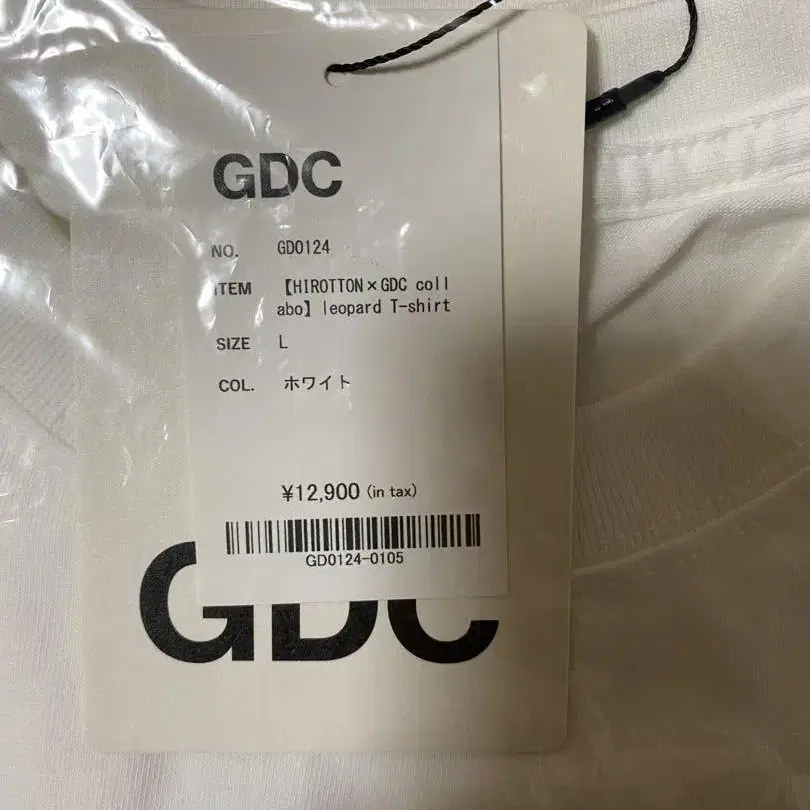 GDC
NO. GD0124
ITEM 【HIROTTON×GDC coll
abo】leopard T-shirt
SIZE L
COL. ホワイト
¥12,900 (in tax)
GD0124-0105
GDC